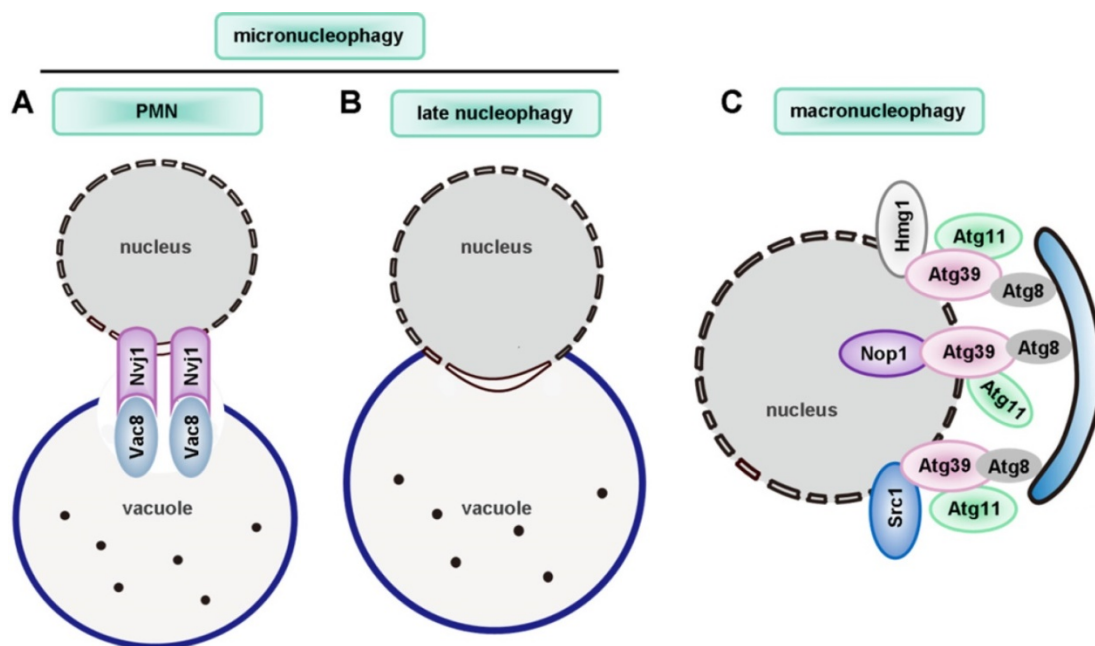 micronucleophagy
A
PMN
B
late nucleophagy
C
macronucleophagy
nucleus
Nvj1
Nvj1
Vac8
Vac8
vacuole
nucleus
vacuole
Hmg1
Atg11
Atg39
Atg8
Nop1
Atg39
Atg8
Atg11
nucleus
Atg39
Atg8
Src1
Atg11